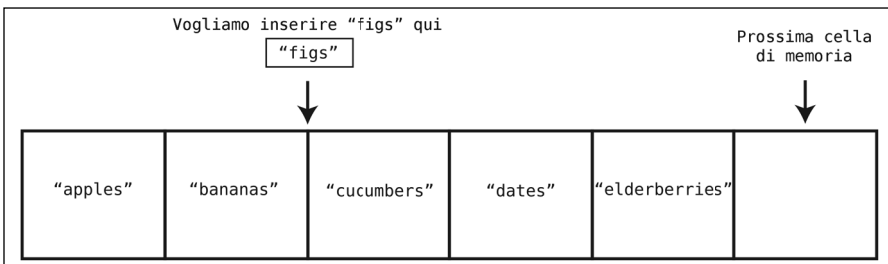 Vogliamo inserire “figs” qui
“figs”
Prossima cella
di memoria
“apples” “bananas” “cucumbers” “dates” “elderberries”